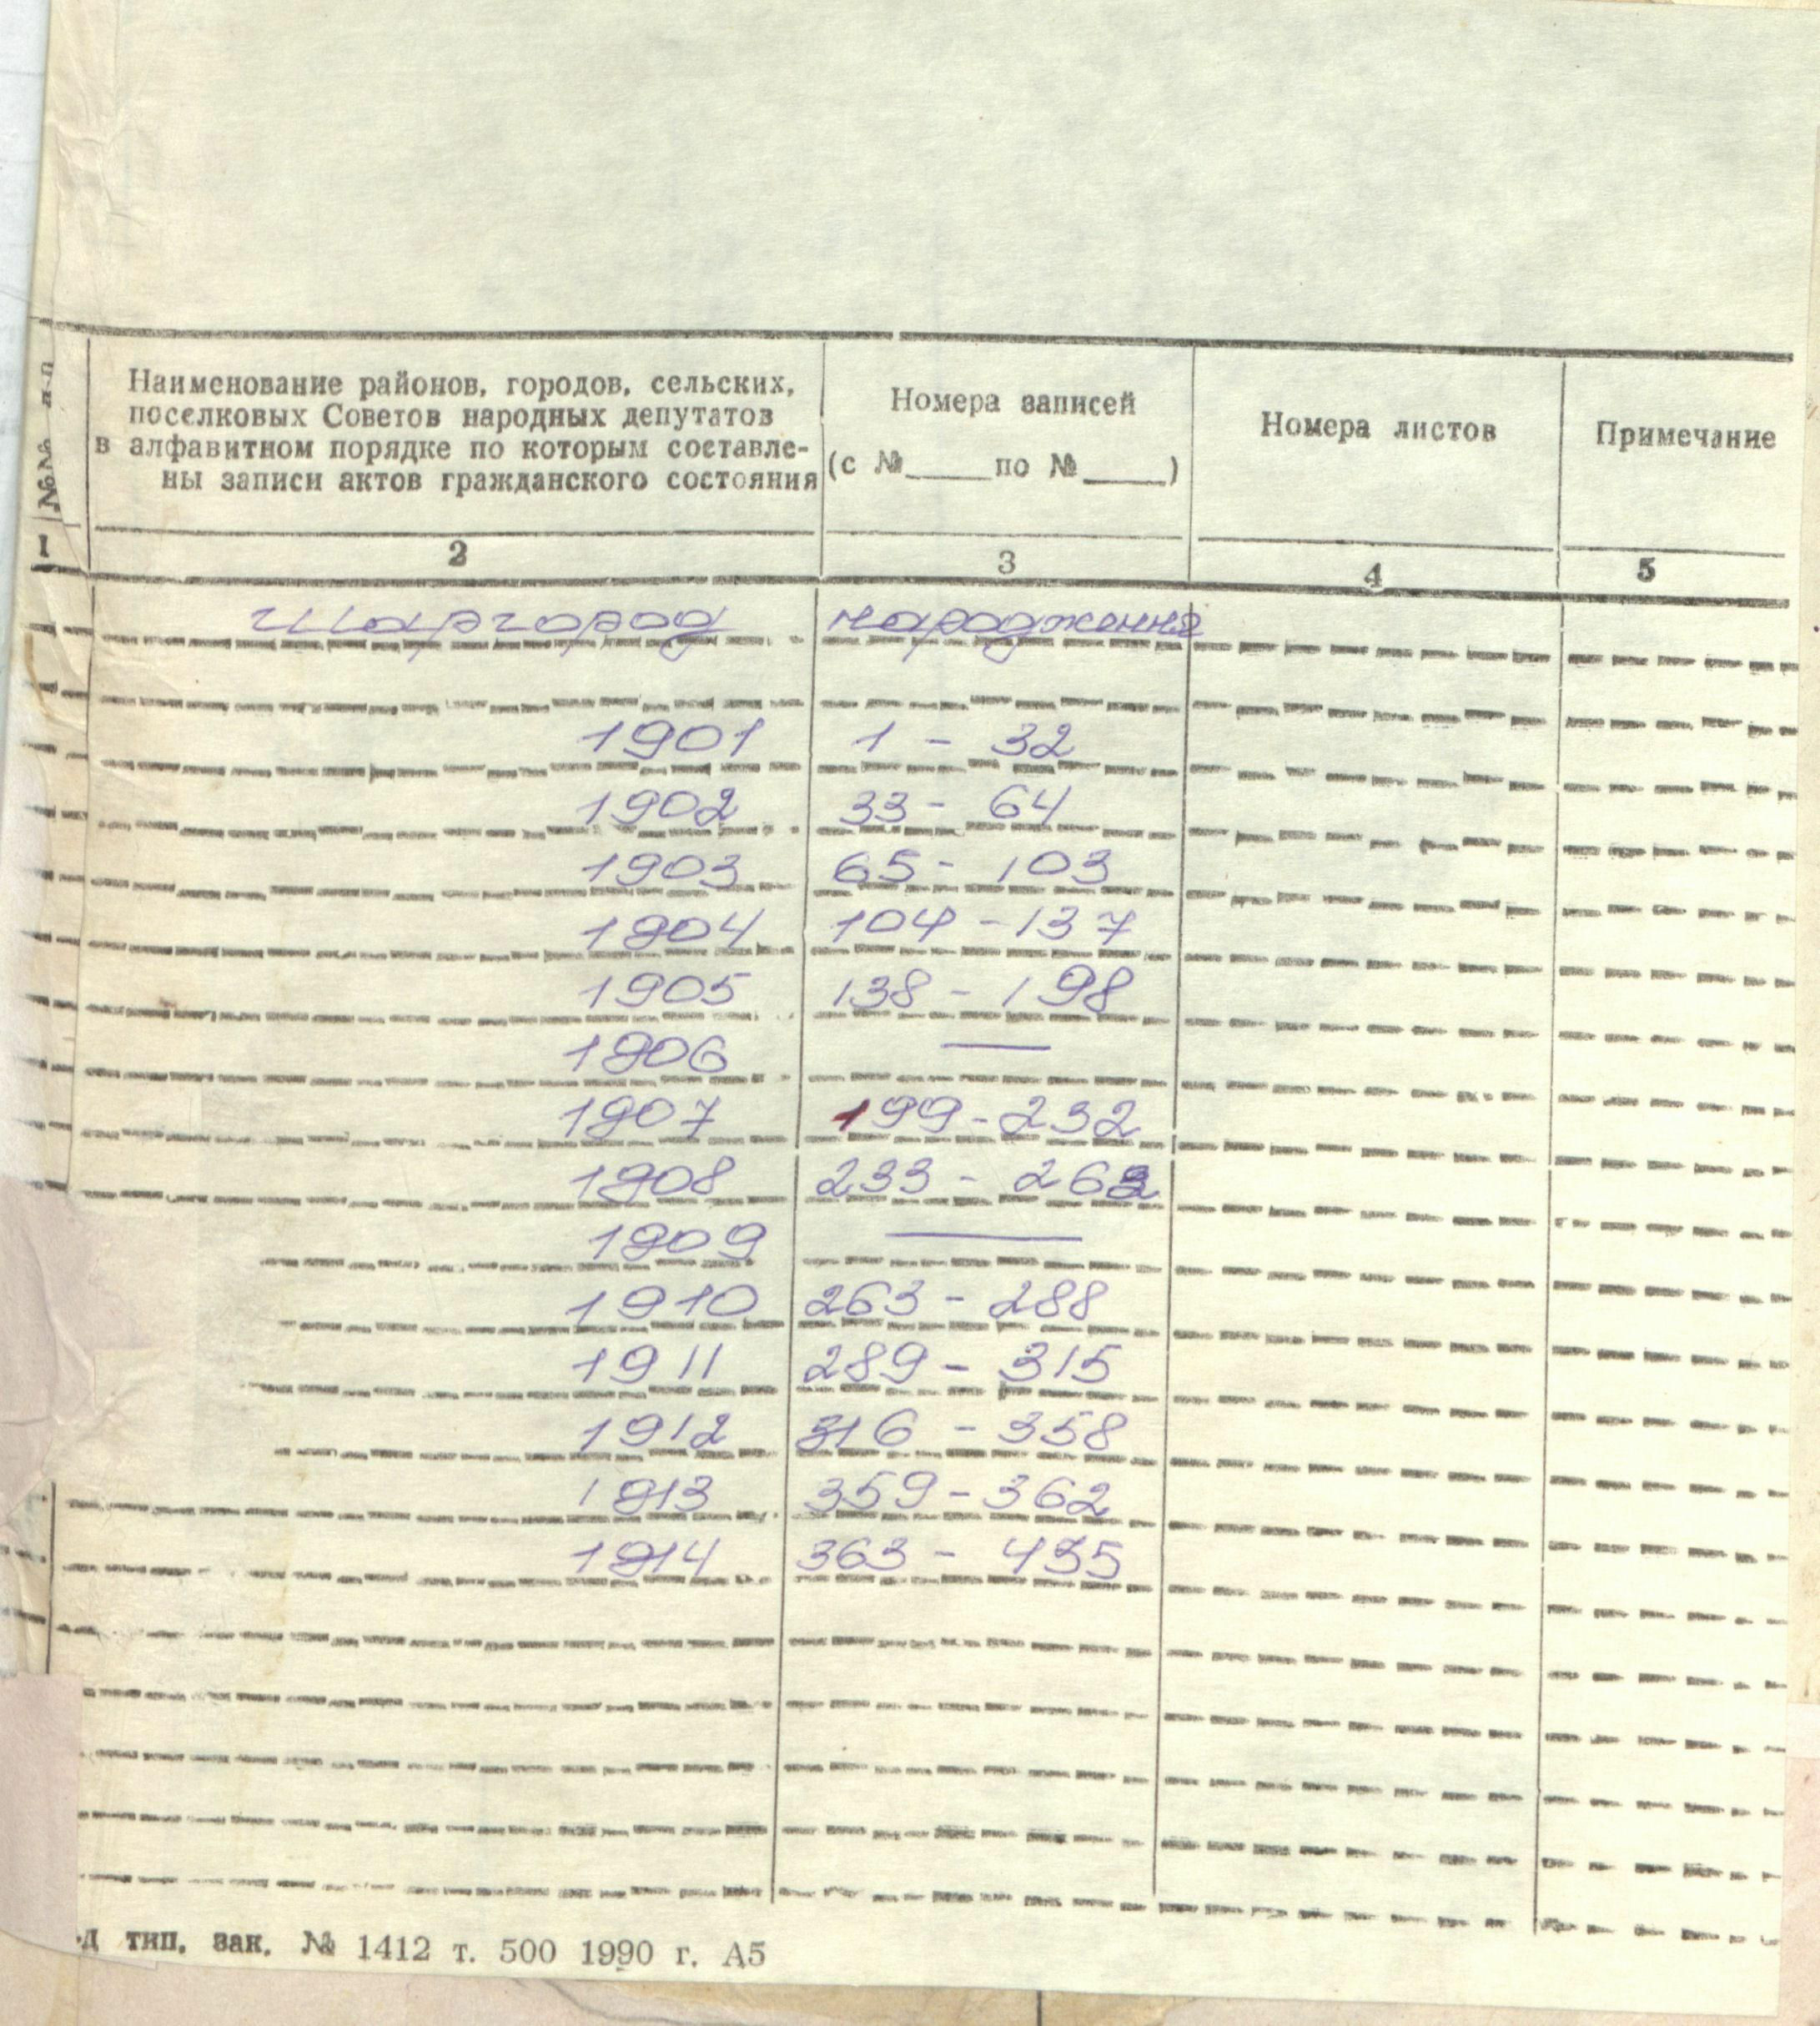 №№ п-п
Наименование районов, городов, сельских,
поселковых Советов народных депутатов
в алфавитном порядке по которым составле-
ны записи актов гражданского состояния
Номера записей
(с №____ по №____)
Номера листов
Примечание
1 2 3 4 5
Шаргород народження
1901 1 - 32
1902 33 - 64
1903 65 - 103
1904 104 - 137
1905 138 - 198
1906 —
1907 199 - 232
1908 233 - 262
1909 —
1910 263 - 288
1911 289 - 315
1912 316 - 358
1913 359 - 362
1914 363 - 435
тип. зак. № 1412 т. 500 1990 г. А5